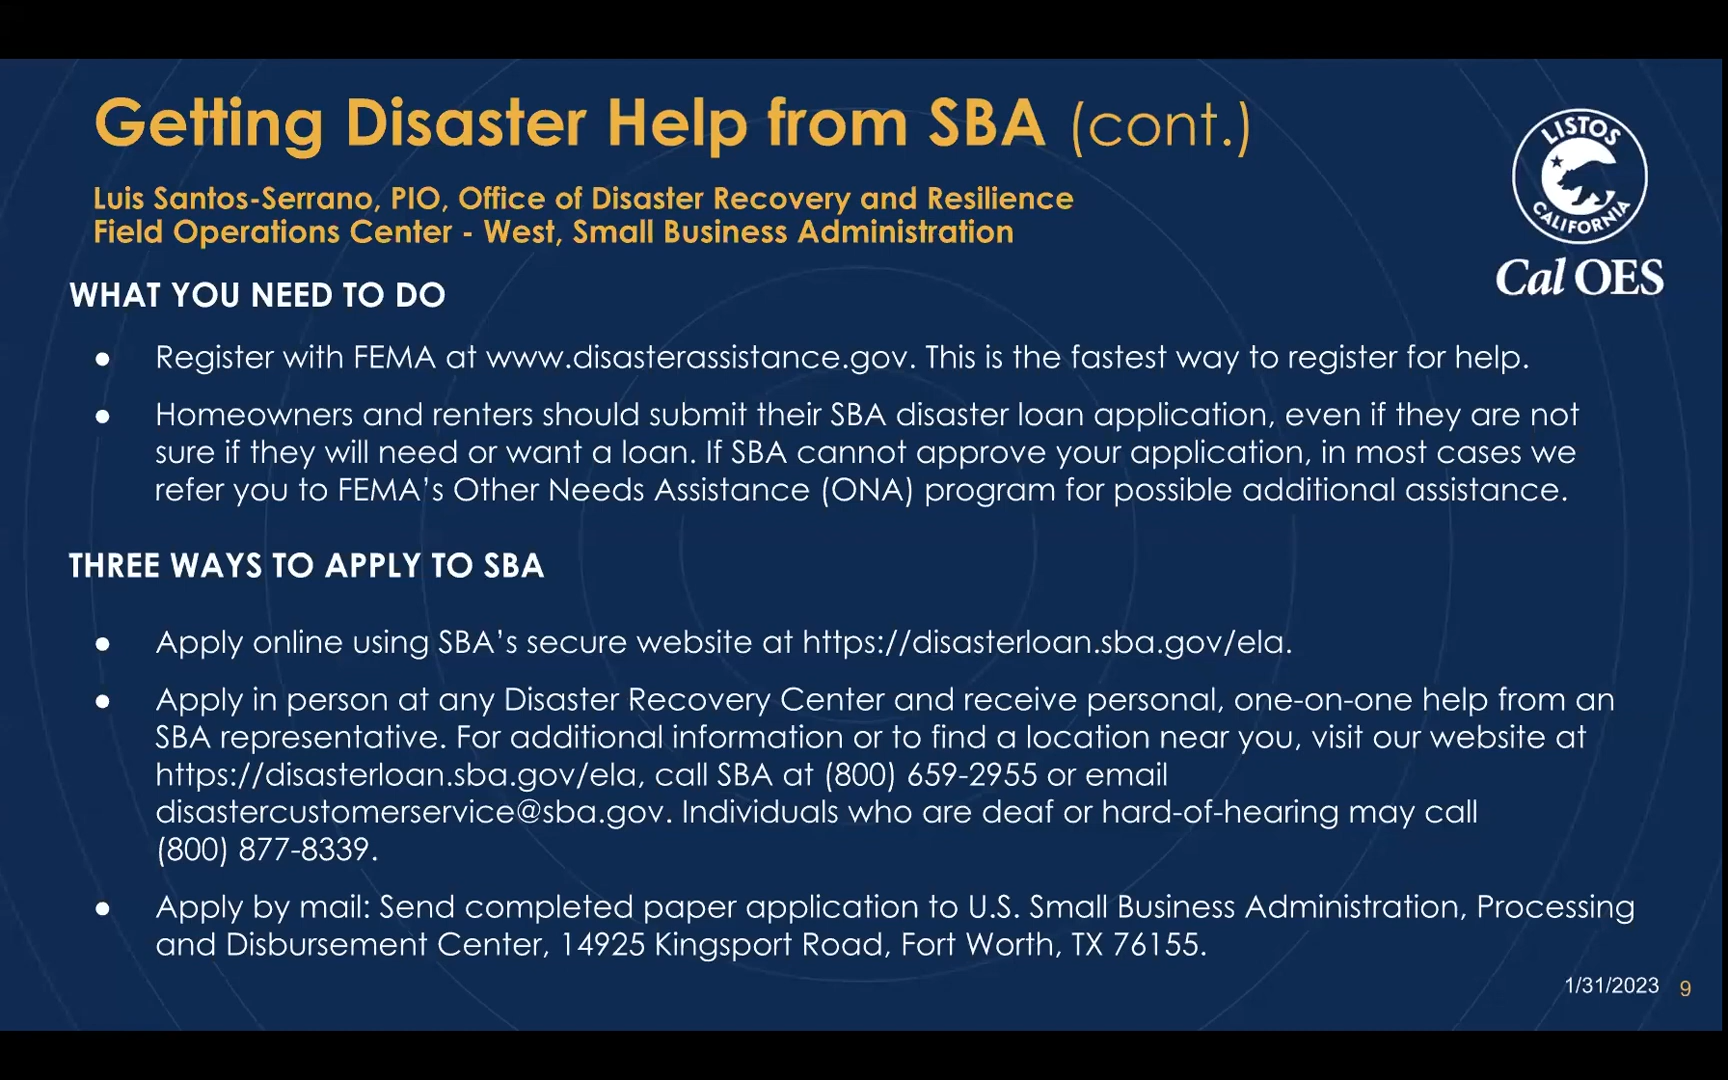 Getting Disaster Help from SBA (cont.)
Luis Santos-Serrano, PIO, Office of Disaster Recovery and Resilience
Field Operations Center - West, Small Business Administration
LISTOS
CALIFORNIA
Cal OES
WHAT YOU NEED TO DO
● Register with FEMA at www.disasterassistance.gov. This is the fastest way to register for help.
● Homeowners and renters should submit their SBA disaster loan application, even if they are not
sure if they will need or want a loan. If SBA cannot approve your application, in most cases we
refer you to FEMA’s Other Needs Assistance (ONA) program for possible additional assistance.
THREE WAYS TO APPLY TO SBA
● Apply online using SBA’s secure website at https://disasterloan.sba.gov/ela.
● Apply in person at any Disaster Recovery Center and receive personal, one-on-one help from an
SBA representative. For additional information or to find a location near you, visit our website at
https://disasterloan.sba.gov/ela, call SBA at (800) 659-2955 or email
disastercustomerservice@sba.gov. Individuals who are deaf or hard-of-hearing may call
(800) 877-8339.
● Apply by mail: Send completed paper application to U.S. Small Business Administration, Processing
and Disbursement Center, 14925 Kingsport Road, Fort Worth, TX 76155.
1/31/2023 9